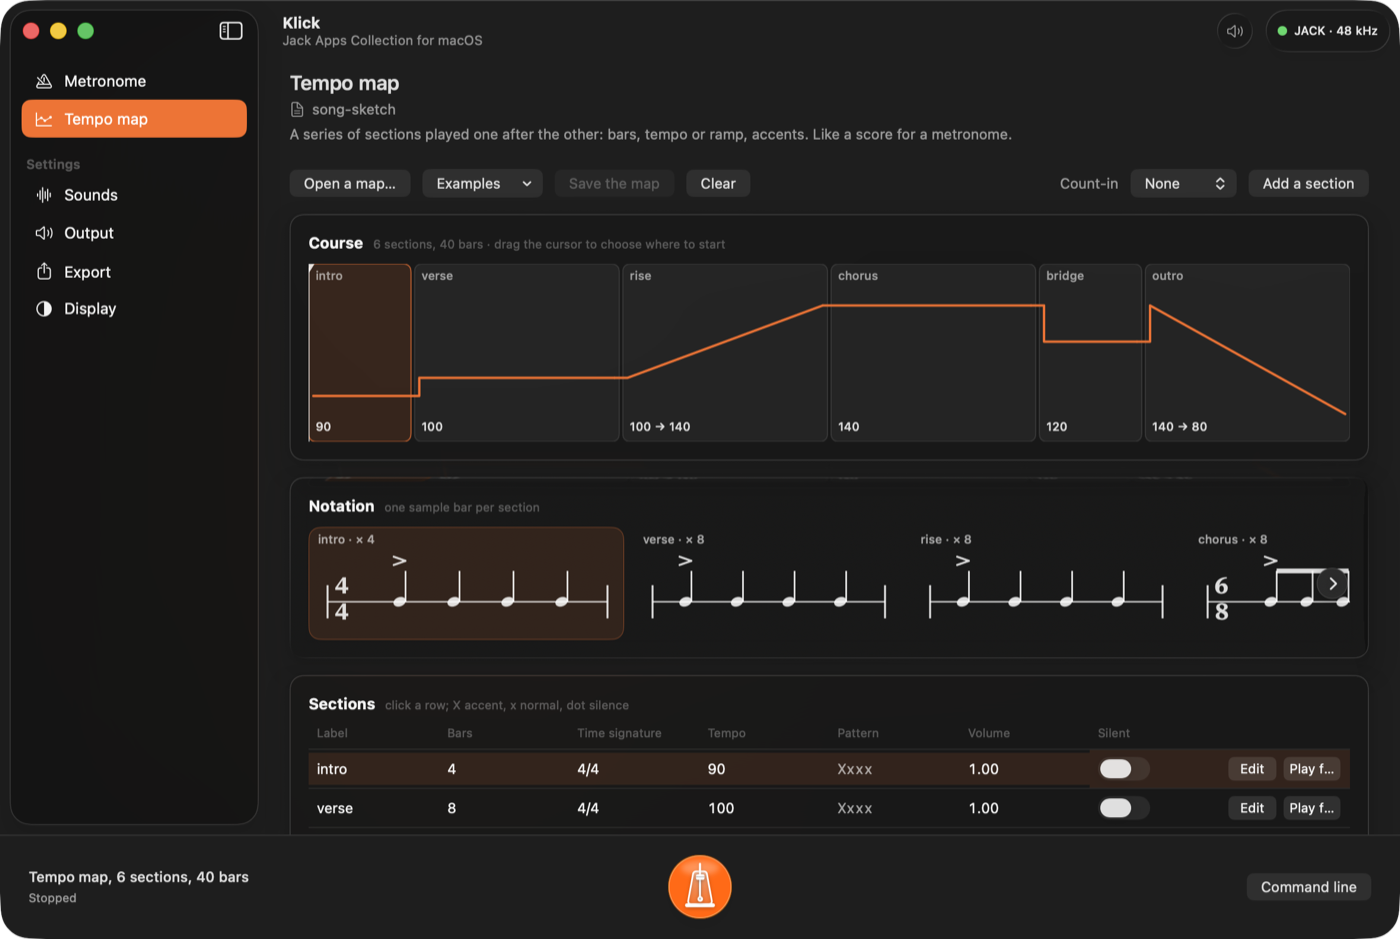 Klick
Jack Apps Collection for macOS
JACK · 48 kHz
Metronome
Tempo map
Settings
Sounds
Output
Export
Display
Tempo map
song-sketch
A series of sections played one after the other: bars, tempo or ramp, accents. Like a score for a metronome.
Open a map... Examples Save the map Clear Count-in None Add a section
Course 6 sections, 40 bars · drag the cursor to choose where to start
intro verse rise chorus bridge outro
90 100 100 → 140 140 120 140 → 80
Notation one sample bar per section
intro · × 4 verse · × 8 rise · × 8 chorus · × 8
4 6
4 8
Sections click a row; X accent, x normal, dot silence
Label Bars Time signature Tempo Pattern Volume Silent
intro 4 4/4 90 Xxxx 1.00 Edit Play f...
verse 8 4/4 100 Xxxx 1.00 Edit Play f...
Tempo map, 6 sections, 40 bars
Stopped
Command line